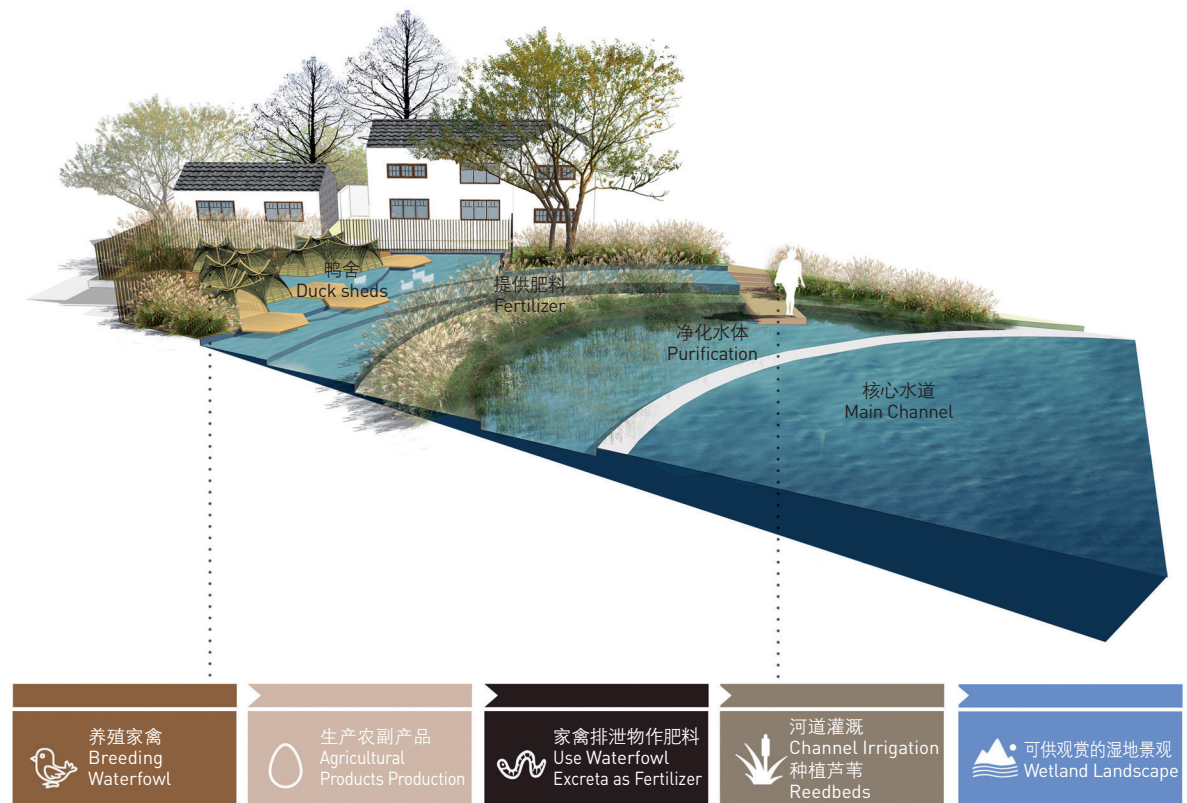 鸭舍
Duck sheds
提供肥料
Fertilizer
净化水体
Purification
核心水道
Main Channel
养殖家禽
Breeding
Waterfowl
生产农副产品
Agricultural
Products Production
家禽排泄物作肥料
Use Waterfowl
Excreta as Fertilizer
河道灌溉
Channel Irrigation
种植芦苇
Reedbeds
可供观赏的湿地景观
Wetland Landscape